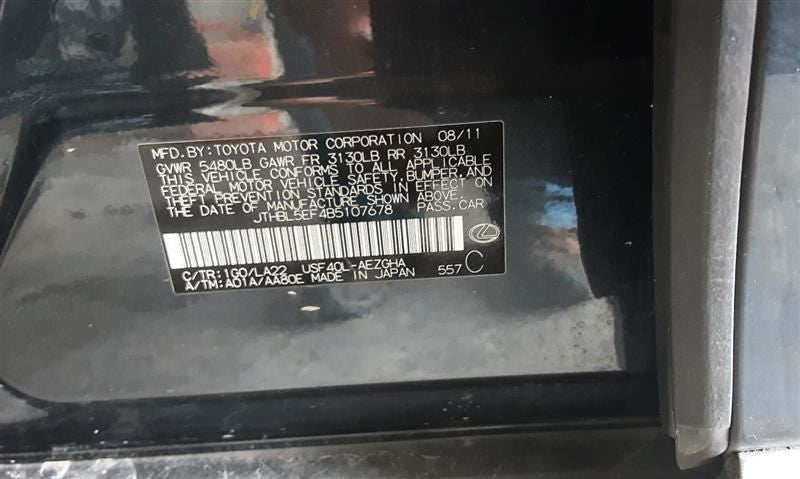 MFD. BY: TOYOTA MOTOR CORPORATION 08/11
GVWR 5480LB GAWR FR 3130LB RR 3130LB
THIS VEHICLE CONFORMS TO ALL APPLICABLE
FEDERAL MOTOR VEHICLE SAFETY, BUMPER, AND
THEFT PREVENTION STANDARDS IN EFFECT ON
THE DATE OF MANUFACTURE SHOWN ABOVE.
JTHBL5EF4B5107678 PASS. CAR
C/TR: 1G0/LA22 USF40L-AEZGHA
A/TM: A01A/AA80E MADE IN JAPAN 557 C